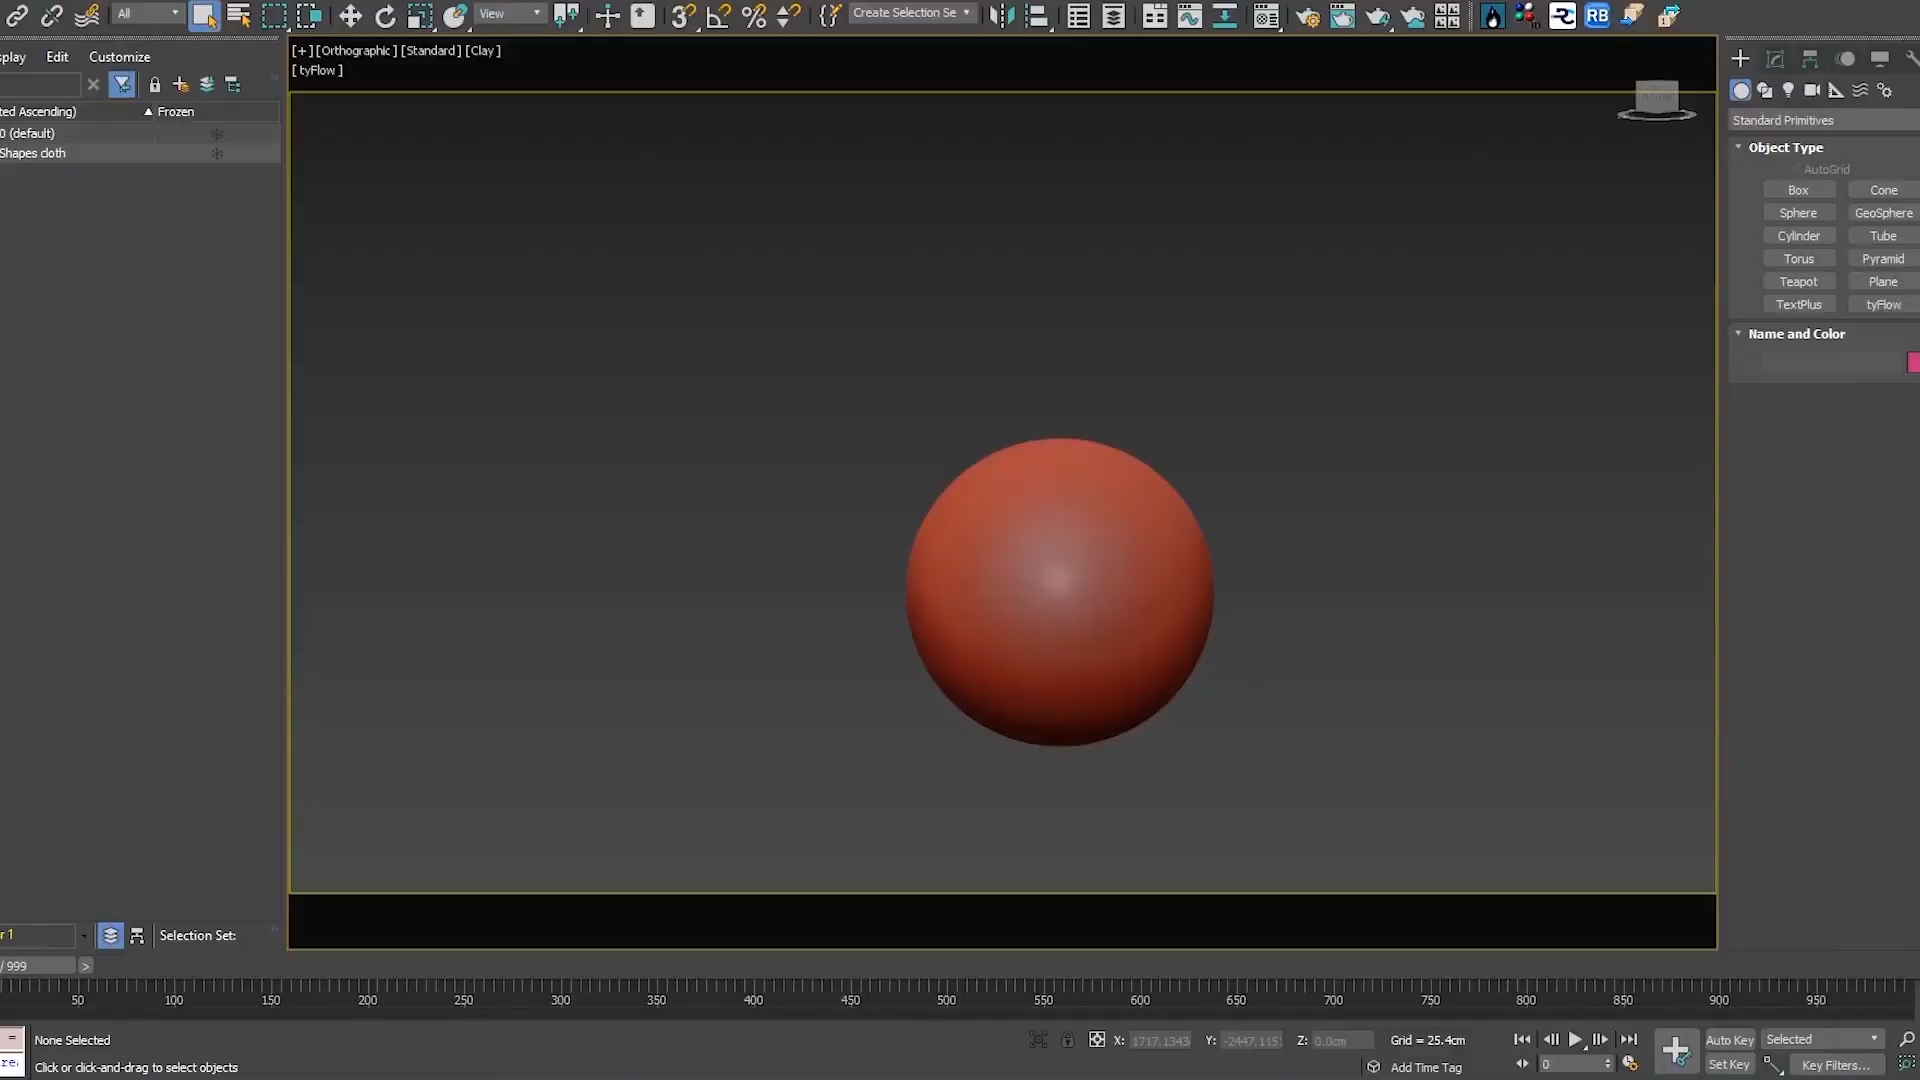 All
View
3
%
Create Selection Se
RB
play
Edit
Customize
[+] [Orthographic] [Standard] [Clay]
[tyFlow]
ted Ascending)
Frozen
0 (default)
Shapes cloth
Standard Primitives
Object Type
AutoGrid
Box
Cone
Sphere
GeoSphere
Cylinder
Tube
Torus
Pyramid
Teapot
Plane
TextPlus
tyFlow
Name and Color
r 1
Selection Set:
/ 999
>
50 100 150 200 250 300 350 400 450 500 550 600 650 700 750 800 850 900 950
None Selected
X: 1717.1343
Y: -2447.115
Z: 0.0cm
Grid = 25.4cm
Auto Key
Selected
re
Click or click-and-drag to select objects
Add Time Tag
0
Set Key
Key Filters...